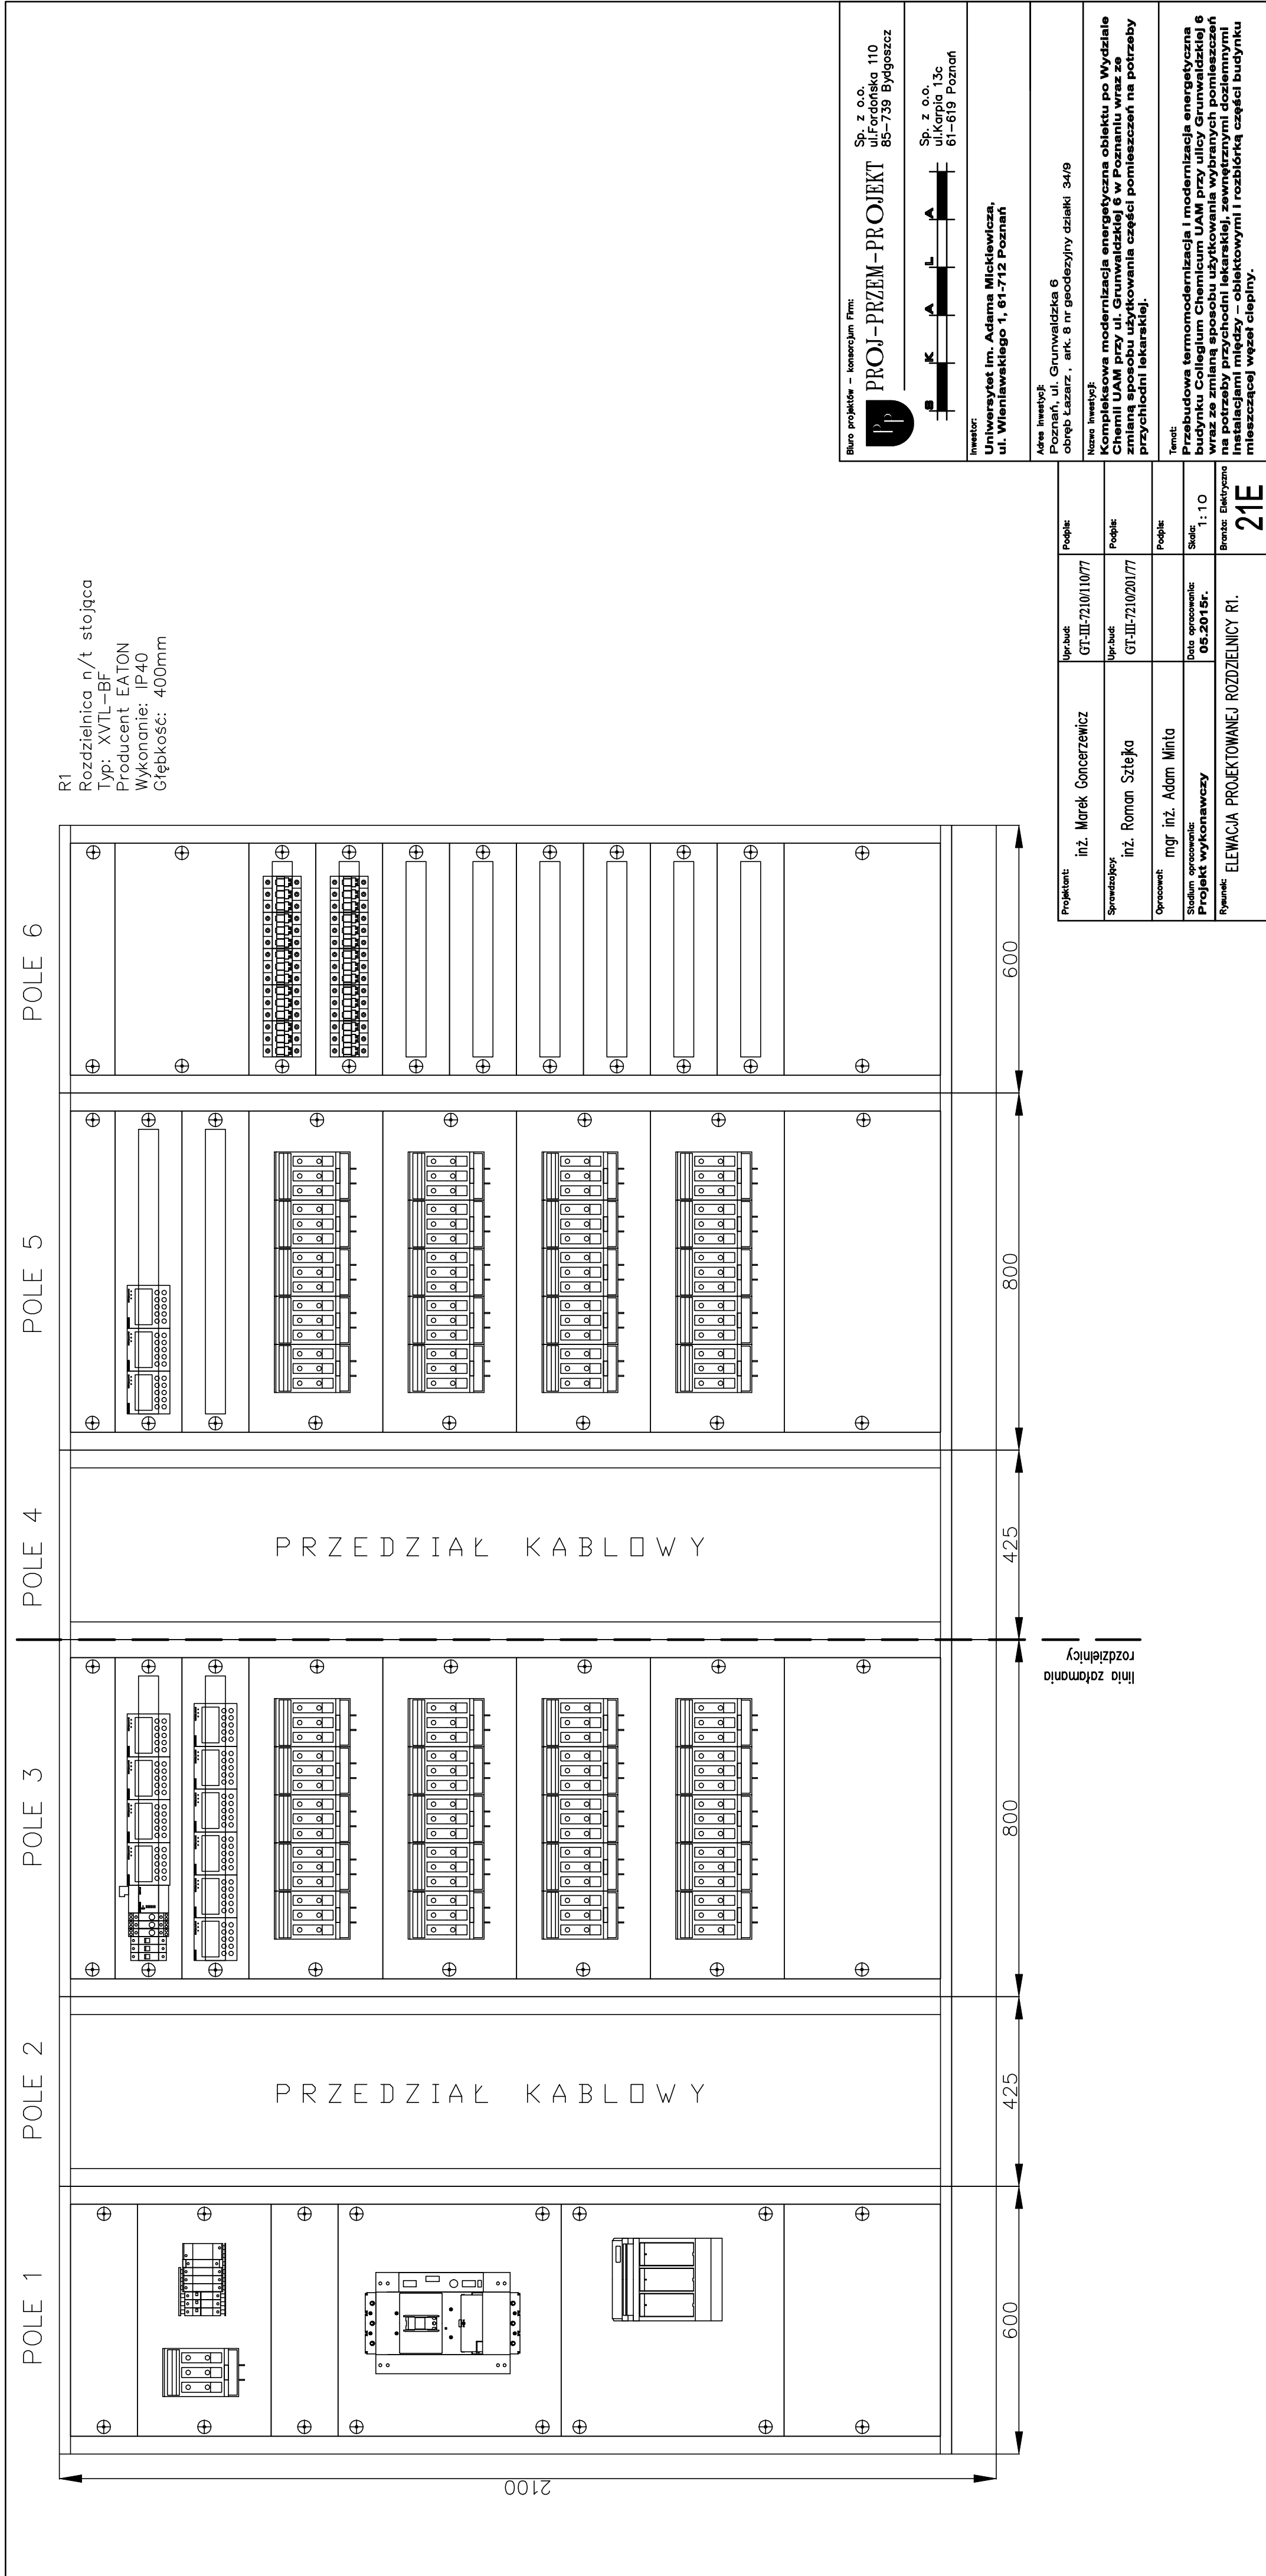 POLE 1
POLE 2
POLE 3
POLE 4
POLE 5
POLE 6
R1
Rozdzielnica n/t stojąca
Typ: XVTL-BF
Producent EATON
Wykonanie: IP40
Głębkość: 400mm
PRZEDZIAŁ KABLOWY
PRZEDZIAŁ KABLOWY
2100
600
425
800
425
800
600
linia załamania
rozdzielnicy
Biuro projektów – konsorcjum Firm:
PP
PROJ-PRZEM-PROJEKT
Sp. z o.o.
ul.Fordońska 110
85-739 Bydgoszcz
SKALA
Sp. z o.o.
ul.Karpia 13c
61-619 Poznań
Inwestor:
Uniwersytet im. Adama Mickiewicza,
ul. Wieniawskiego 1, 61-712 Poznań
Adres inwestycji:
Poznań, ul. Grunwaldzka 6
obręb Łazarz , ark. 8 nr geodezyjny działki 34/9
Nazwa inwestycji:
Kompleksowa modernizacja energetyczna obiektu po Wydziale
Chemii UAM przy ul. Grunwaldzkiej 6 w Poznaniu wraz ze
zmianą sposobu użytkowania części pomieszczeń na potrzeby
przychiodni lekarskiej.
Temat:
Przebudowa termomodernizacja i modernizacja energetyczna
budynku Collegium Chemicum UAM przy ulicy Grunwaldzkiej 6
wraz ze zmianą sposobu użytkowania wybranych pomieszczeń
na potrzeby przychodni lekarskiej, zewnętrznymi doziemnymi
instalacjami między – obiektowymi i rozbiórką części budynku
mieszczącej węzeł cieplny.
Projektant:
inż. Marek Goncerzewicz
Upr.bud:
GT-III-7210/110/77
Podpis:
Sprawdzający:
inż. Roman Sztejka
Upr.bud:
GT-III-7210/201/77
Podpis:
Opracował:
mgr inż. Adam Minta
Podpis:
Stadium opracowania:
Projekt wykonawczy
Data opracowania:
05.2015r.
Skala:
1:10
Rysunek:
ELEWACJA PROJEKTOWANEJ ROZDZIELNICY R1.
Branża: Elektryczna
21E